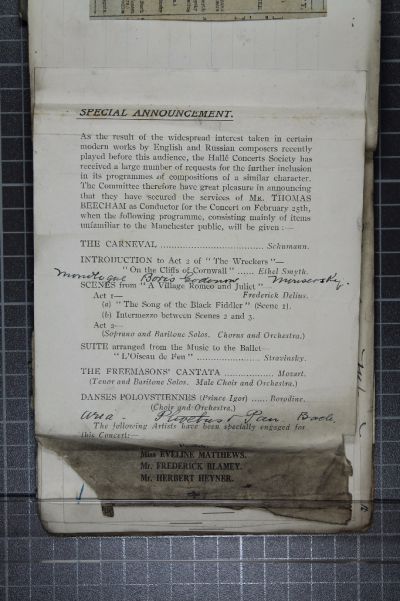 SPECIAL ANNOUNCEMENT.
As the result of the widespread interest taken in certain
modern works by English and Russian composers recently
played before this audience, the Hallé Concerts Society has
received a large number of requests for the further inclusion
in its programmes of compositions of a similar character.
The Committee therefore have great pleasure in announcing
that they have secured the services of MR. THOMAS
BEECHAM as Conductor for the Concert on February 25th,
when the following programme, consisting mainly of items
unfamiliar to the Manchester public, will be given :—
THE CARNEVAL ........................................ Schumann.
INTRODUCTION to Act 2 of "The Wreckers"—
"On the Cliffs of Cornwall" ...... Ethel Smyth.
Monologue Boris Godounov Moussorsky.
SCENES from "A Village Romeo and Juliet"
Act 1— Frederick Delius.
(a) "The Song of the Black Fiddler" (Scene 2).
(b) Intermezzo between Scenes 2 and 3.
Act 2—
(Soprano and Baritone Solos. Chorus and Orchestra.)
SUITE arranged from the Music to the Ballet—
"L'Oiseau de Feu" ........................ Stravinsky.
THE FREEMASONS' CANTATA .................. Mozart.
(Tenor and Baritone Solos. Male Choir and Orchestra.)
DANSES POLOVSTIENNES (Prince Igor) ...... Borodine.
(Choir and Orchestra.)
Aria - Phoebus & Pan Bach.
The following Artists have been specially engaged for
this Concert:—
Miss EVELINE MATTHEWS.
Mr. FREDERICK BLAMEY.
Mr. HERBERT HEYNER.